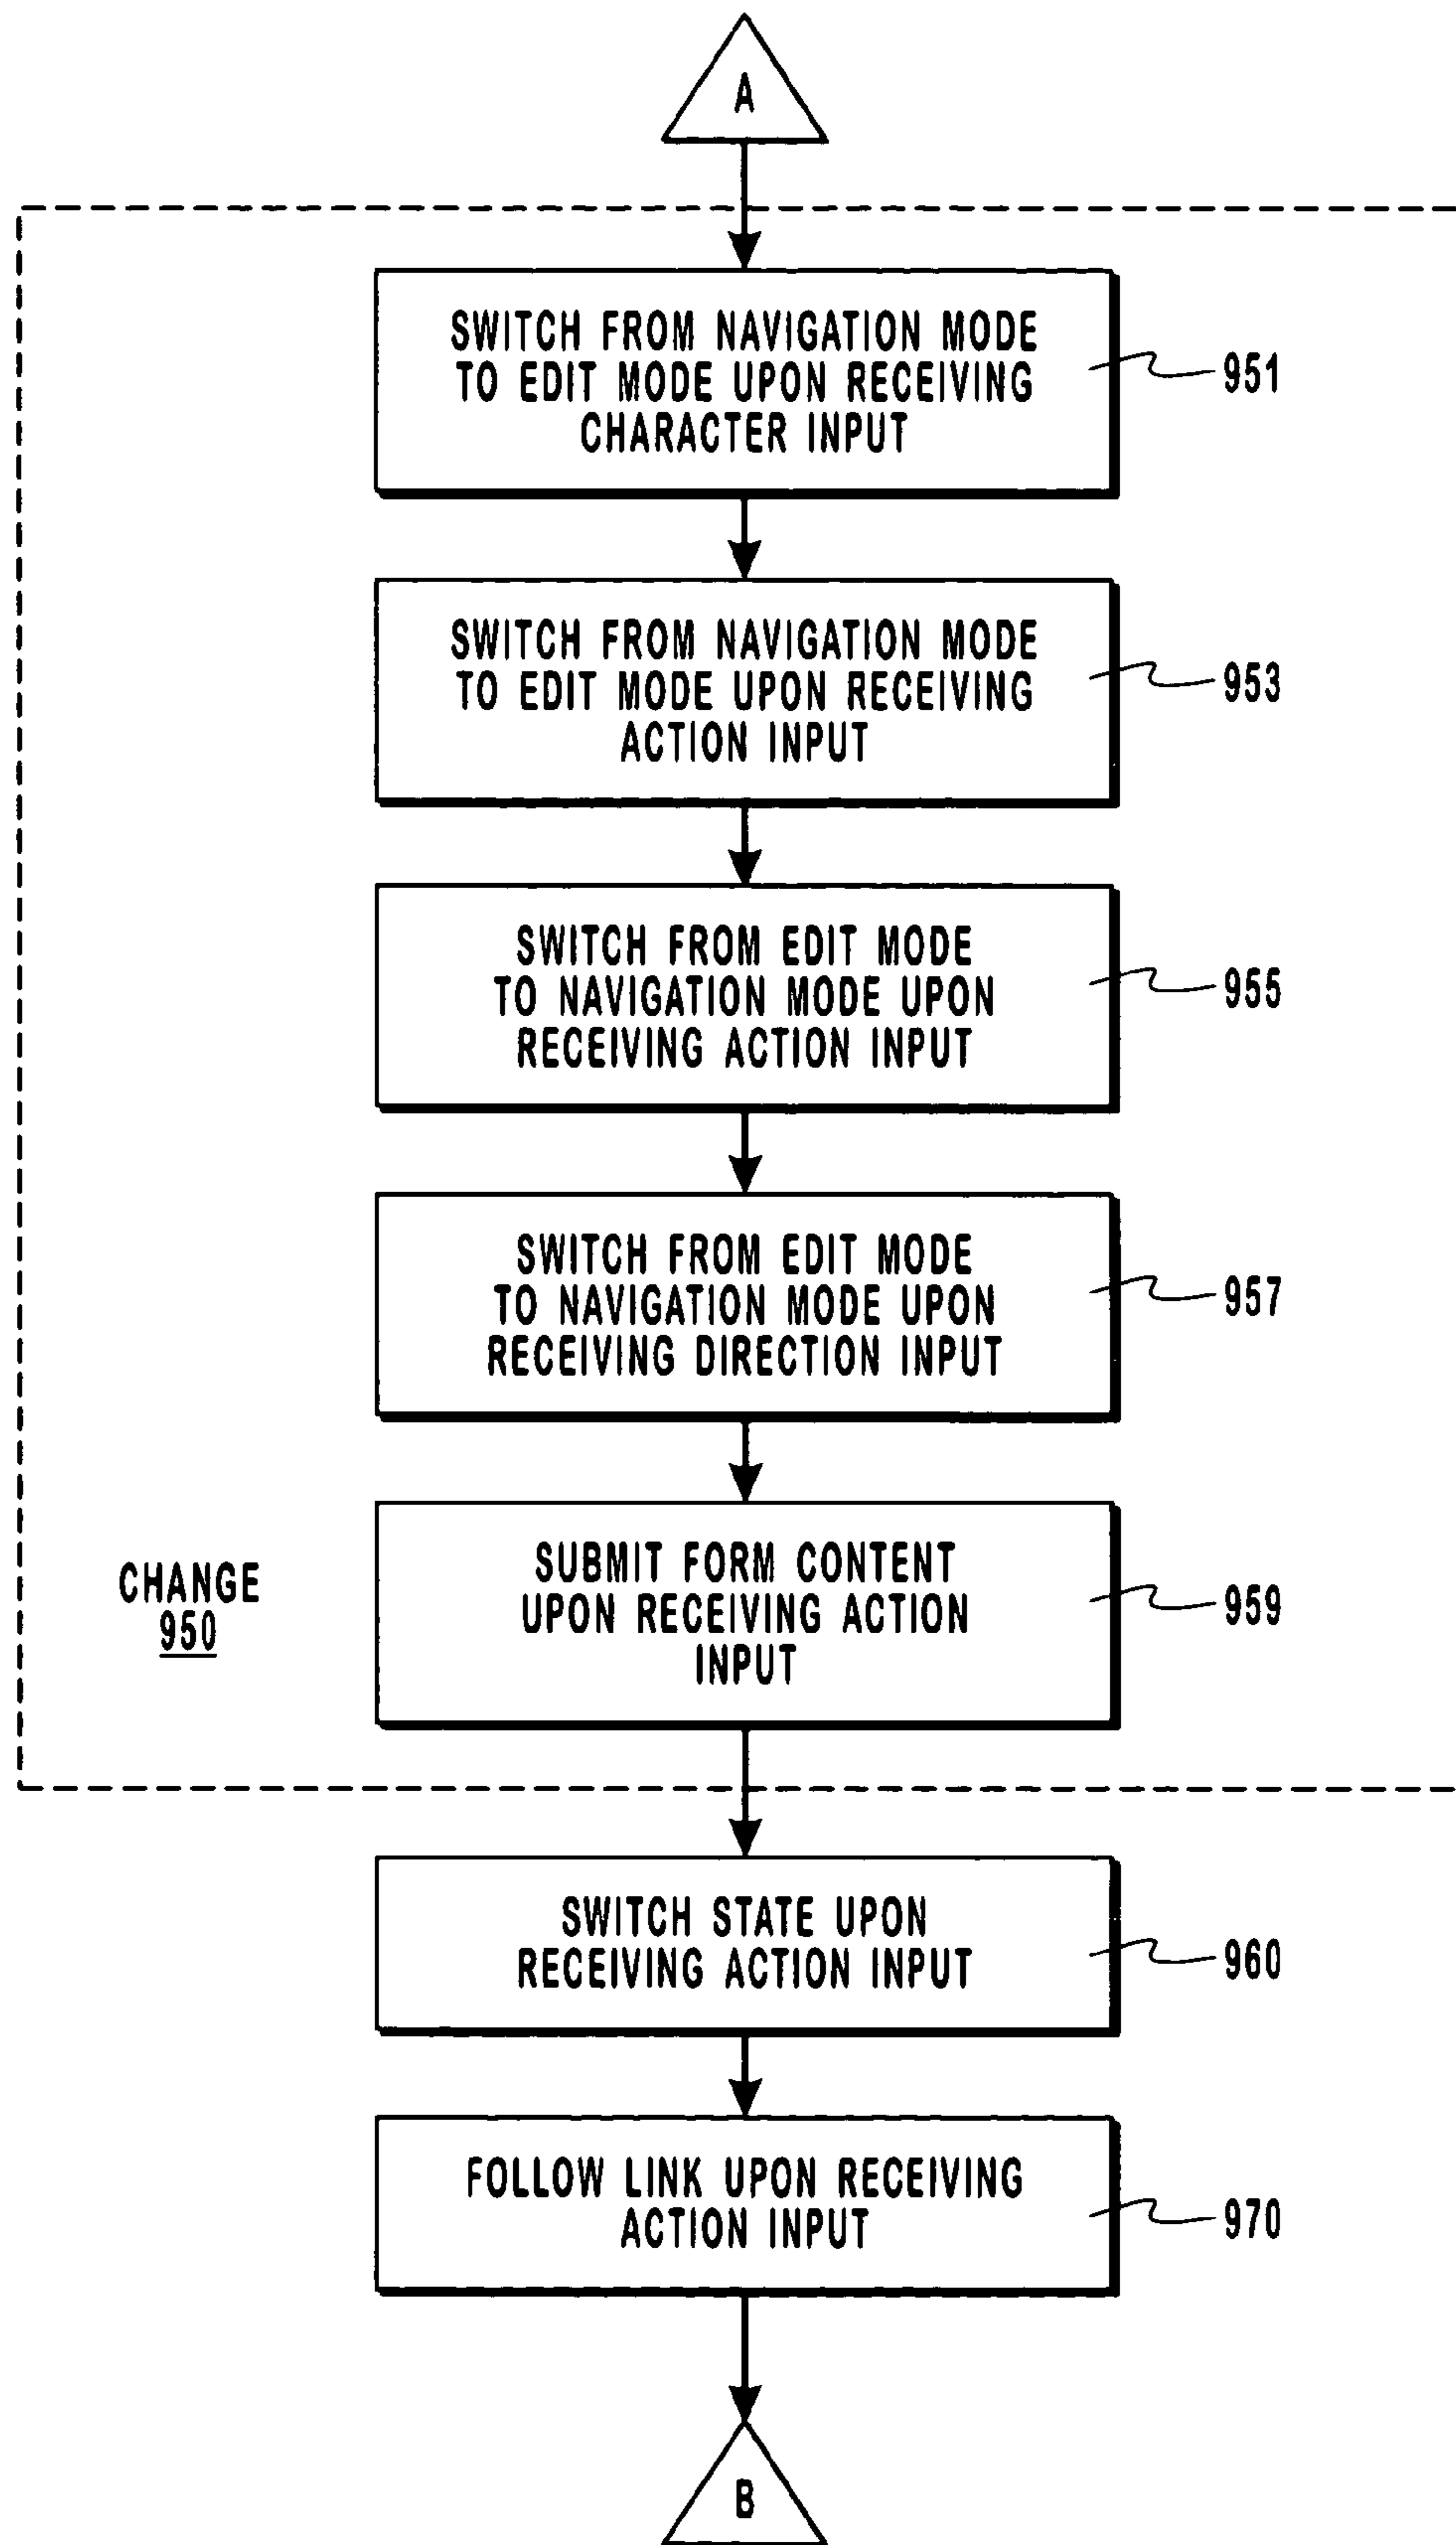 A
SWITCH FROM NAVIGATION MODE
TO EDIT MODE UPON RECEIVING
CHARACTER INPUT
951
SWITCH FROM NAVIGATION MODE
TO EDIT MODE UPON RECEIVING
ACTION INPUT
953
SWITCH FROM EDIT MODE
TO NAVIGATION MODE UPON
RECEIVING ACTION INPUT
955
SWITCH FROM EDIT MODE
TO NAVIGATION MODE UPON
RECEIVING DIRECTION INPUT
957
SUBMIT FORM CONTENT
UPON RECEIVING ACTION
INPUT
959
CHANGE
950
SWITCH STATE UPON
RECEIVING ACTION INPUT
960
FOLLOW LINK UPON RECEIVING
ACTION INPUT
970
B